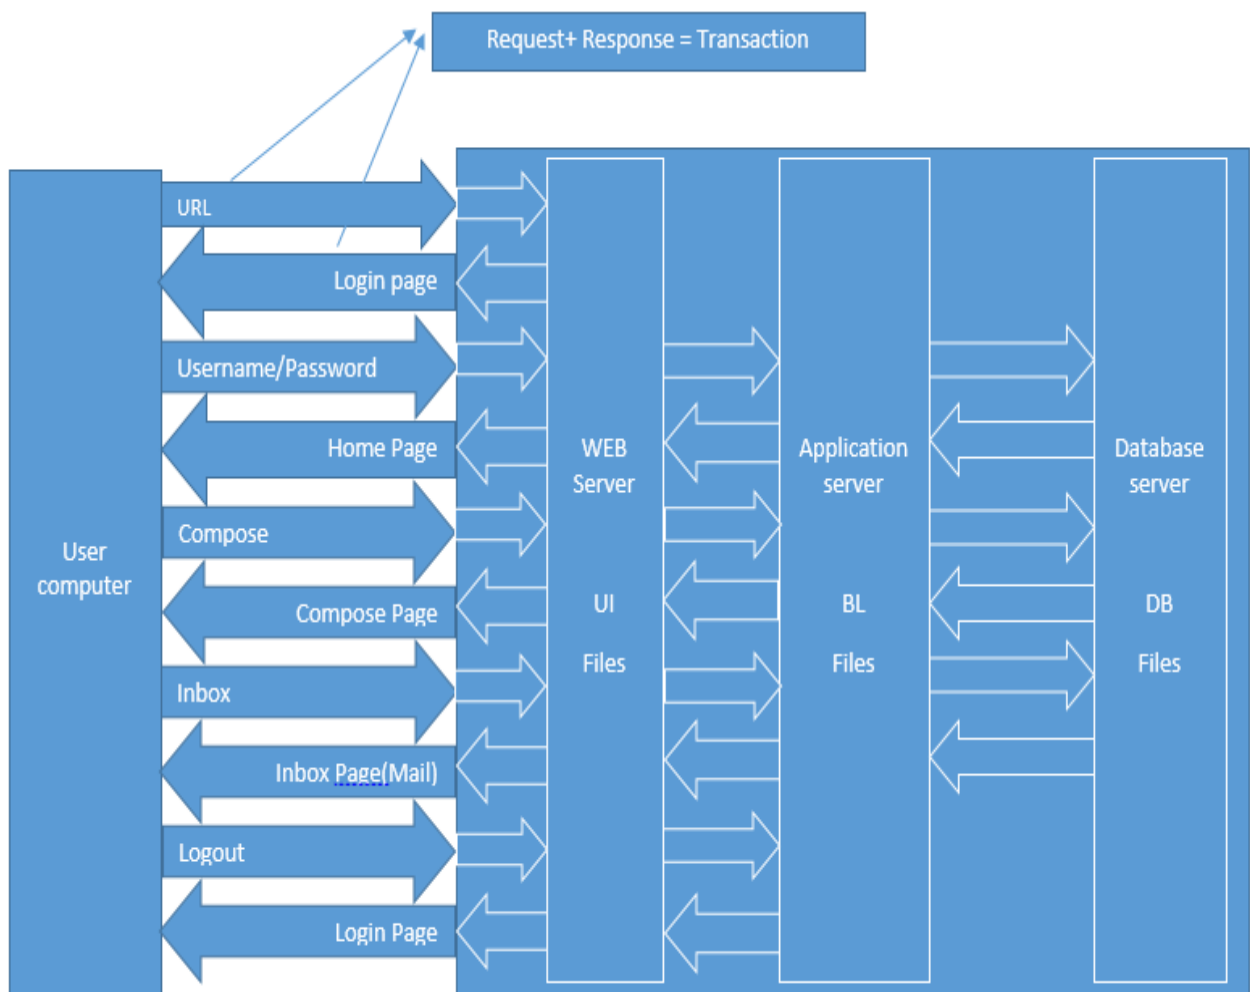 Request+ Response = Transaction
URL
Login page
Username/Password
Home Page
Compose
Compose Page
Inbox
Inbox Page(Mail)
Logout
Login Page
User
computer
WEB
Server
UI
Files
Application
server
BL
Files
Database
server
DB
Files